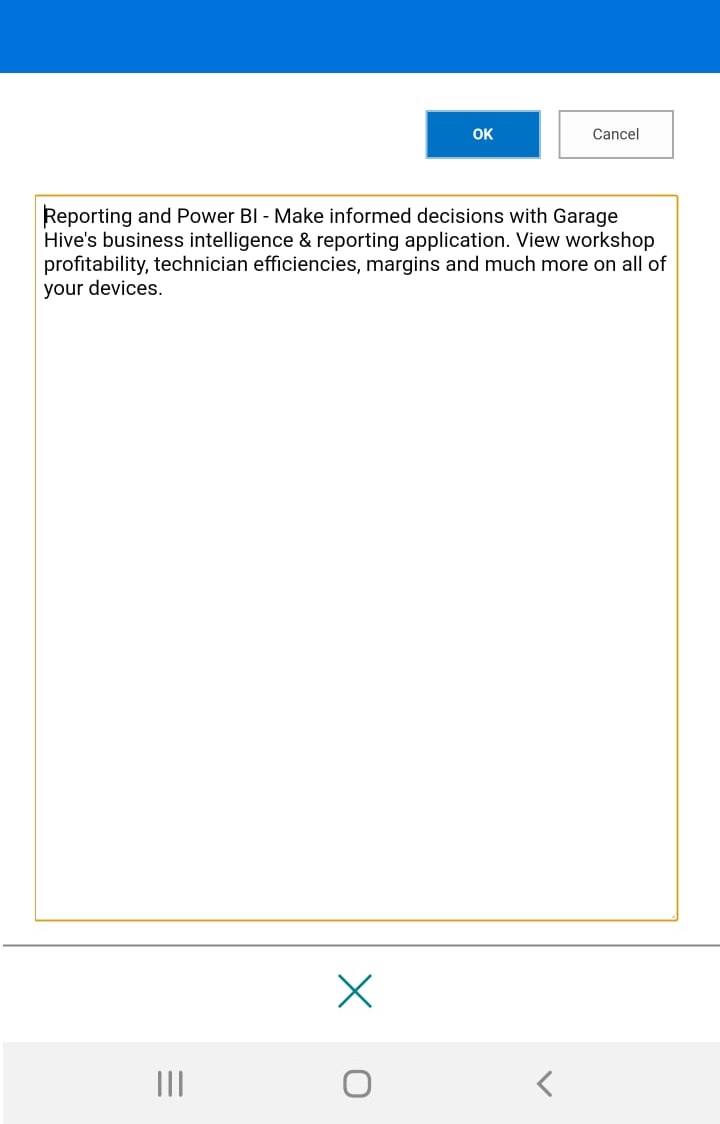 OK
Cancel
Reporting and Power BI - Make informed decisions with Garage
Hive's business intelligence & reporting application. View workshop
profitability, technician efficiencies, margins and much more on all of
your devices.